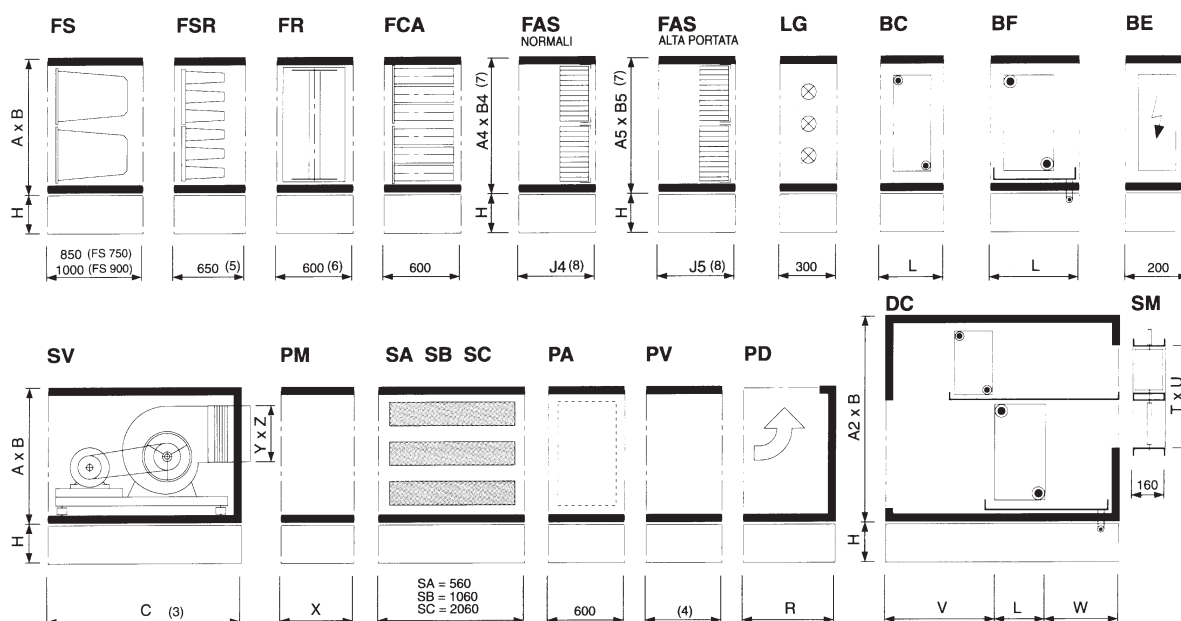 FS
FSR
FR
FCA
FAS
NORMALI
FAS
ALTA PORTATA
LG
BC
BF
BE
A x B
A4 x B4 (7)
A5 x B5 (7)
H
H
H
850 (FS 750)
1000 (FS 900)
650 (5)
600 (6)
600
J4 (8)
J5 (8)
300
L
L
200
SV
PM
SA SB SC
PA
PV
PD
DC
SM
A x B
Y x Z
A2 x B
T x U
160
H
H
C (3)
X
SA = 560
SB = 1060
SC = 2060
600
(4)
R
V
L
W